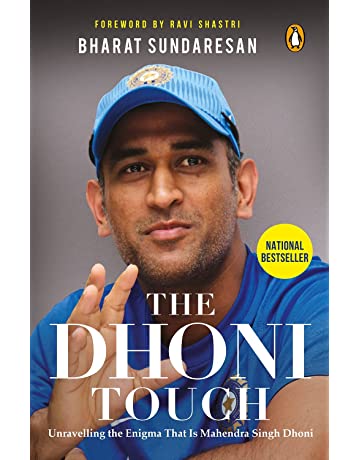 FOREWORD BY RAVI SHASTRI
BHARAT SUNDARESAN
NATIONAL
BESTSELLER
THE
DHONI
TOUCH
Unravelling the Enigma That Is Mahendra Singh Dhoni